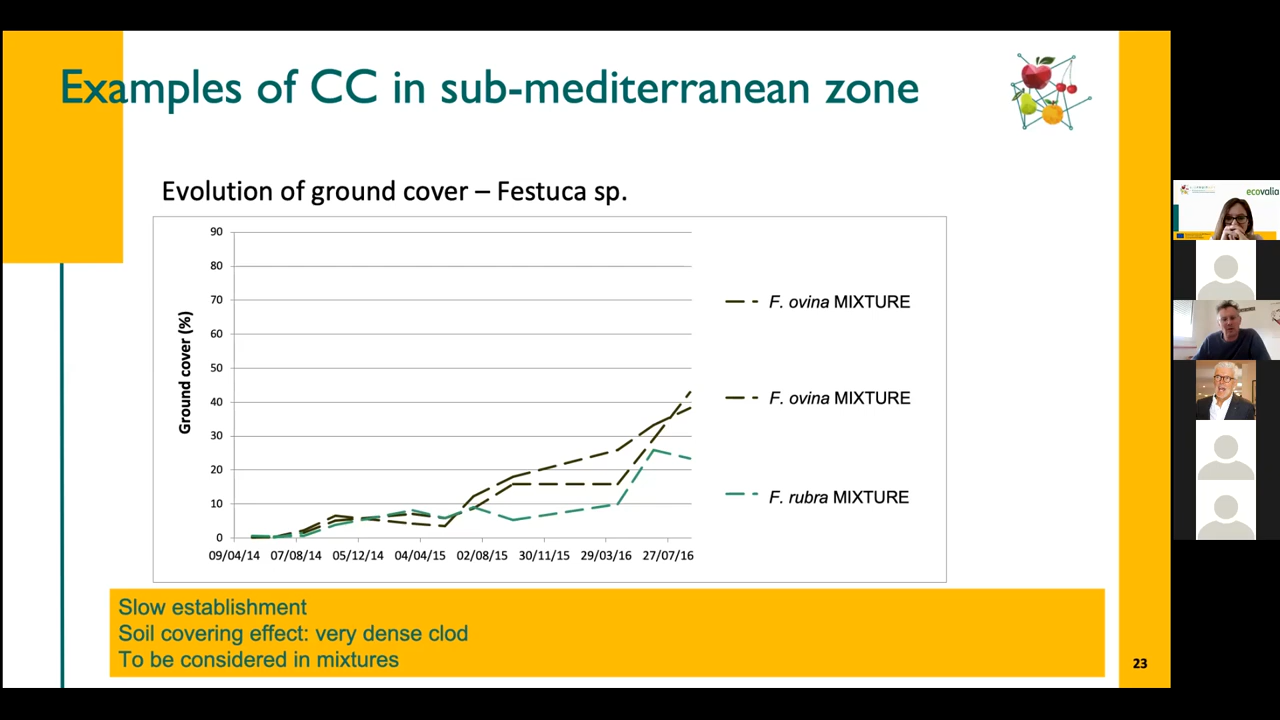 Examples of CC in sub-mediterranean zone
Evolution of ground cover – Festuca sp.
Ground cover (%)
90
80
70
60
50
40
30
20
10
0
09/04/14 07/08/14 05/12/14 04/04/15 02/08/15 30/11/15 29/03/16 27/07/16
F. ovina MIXTURE
F. ovina MIXTURE
F. rubra MIXTURE
Slow establishment
Soil covering effect: very dense clod
To be considered in mixtures
23
ecovalia